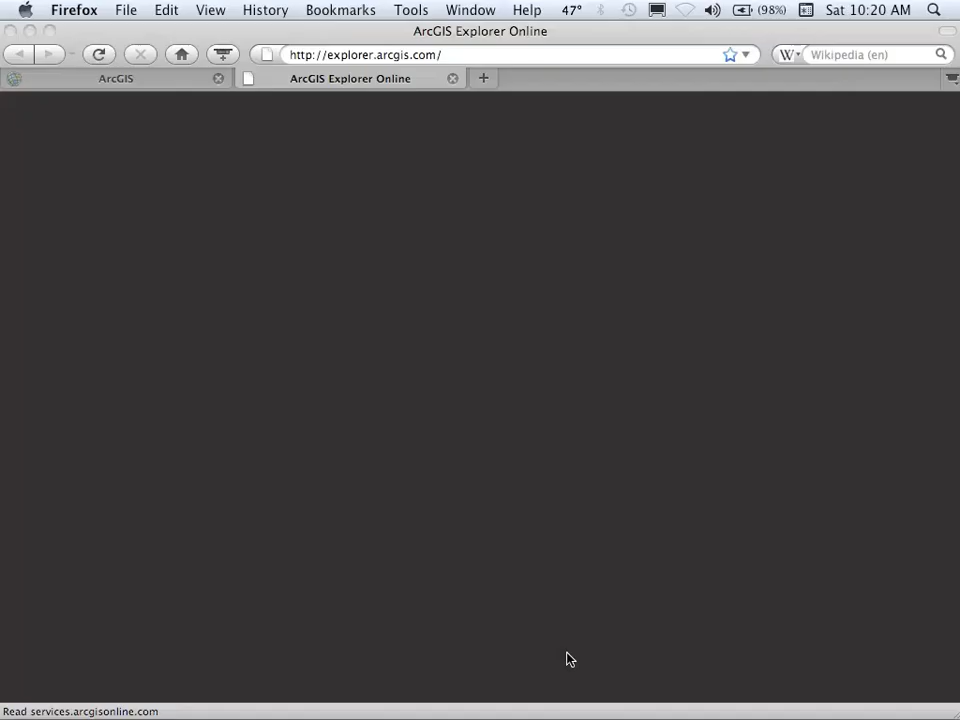 Firefox File Edit View History Bookmarks Tools Window Help 47° (98%) Sat 10:20 AM
ArcGIS Explorer Online
http://explorer.arcgis.com/ W Wikipedia (en)
ArcGIS ArcGIS Explorer Online +
Read services.arcgisonline.com